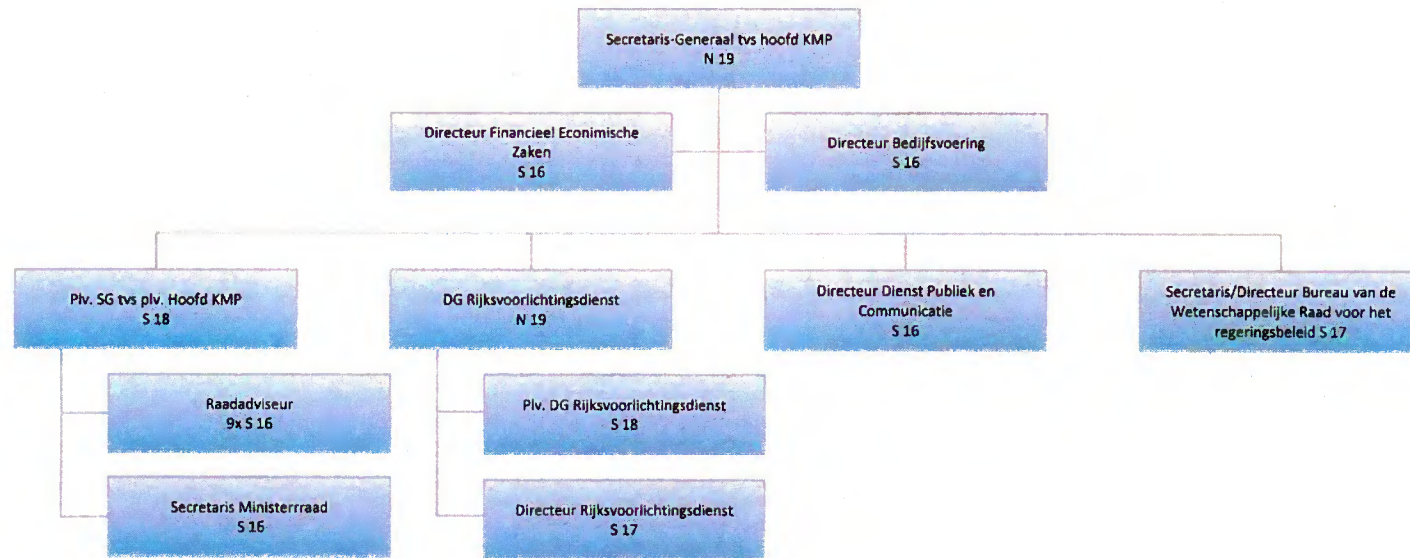 Secretaris-Generaal tvs hoofd KMP
N 19
Directeur Financieel Econimische
Zaken
S 16
Directeur Bedijfsvoering
S 16
Plv. SG tvs plv. Hoofd KMP
S 18
DG Rijksvoorlichtingsdienst
N 19
Directeur Dienst Publiek en
Communicatie
S 16
Secretaris/Directeur Bureau van de
Wetenschappelijke Raad voor het
regeringsbeleid S 17
Raadadviseur
9x S 16
Plv. DG Rijksvoorlichtingsdienst
S 18
Secretaris Ministerrraad
S 16
Directeur Rijksvoorlichtingsdienst
S 17